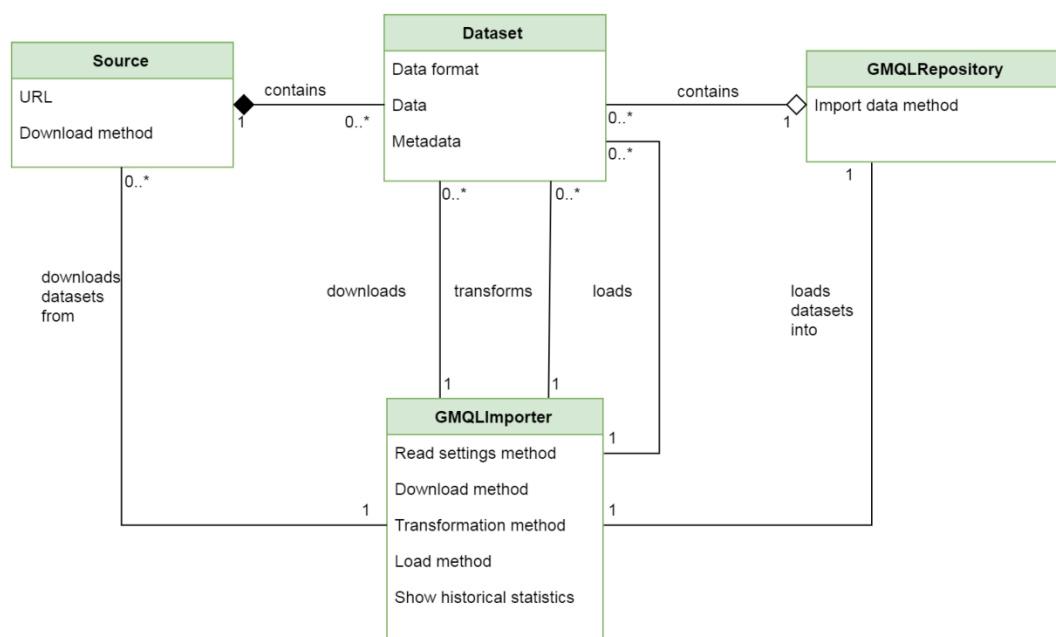 Source
URL
Download method
contains
1
0..*
0..*
Dataset
Data format
Data
Metadata
contains
0..*
1
0..*
GMQLRepository
Import data method
1
0..*
0..*
downloads
datasets
from
downloads
transforms
loads
loads
datasets
into
1
1
1
1
1
GMQLImporter
Read settings method
Download method
Transformation method
Load method
Show historical statistics